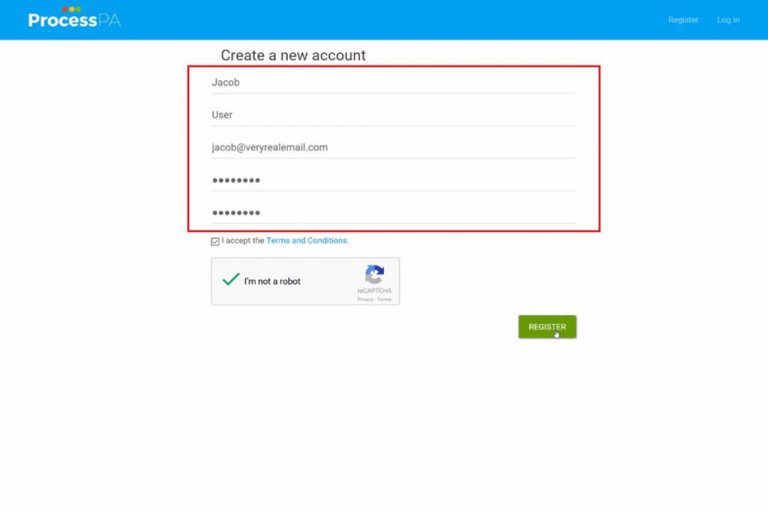 ProcessPA
Register Log in
Create a new account
Jacob
User
jacob@veryrealemail.com
••••••••
••••••••
I accept the Terms and Conditions.
I'm not a robot
reCAPTCHA
Privacy - Terms
REGISTER